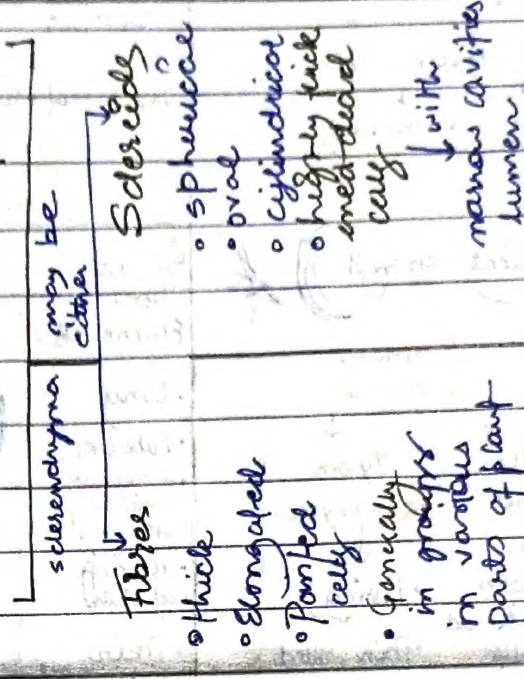 sclerenchyma may be
either
Fibres
• thick
• Elongated
• Pointed
cells
• Generally
in groups
in various
parts of plant
Sclereids
• spherical
• oval
• cylindrical
• highly thick
ened dead
cells
↓ with
narrow cavities
lumen